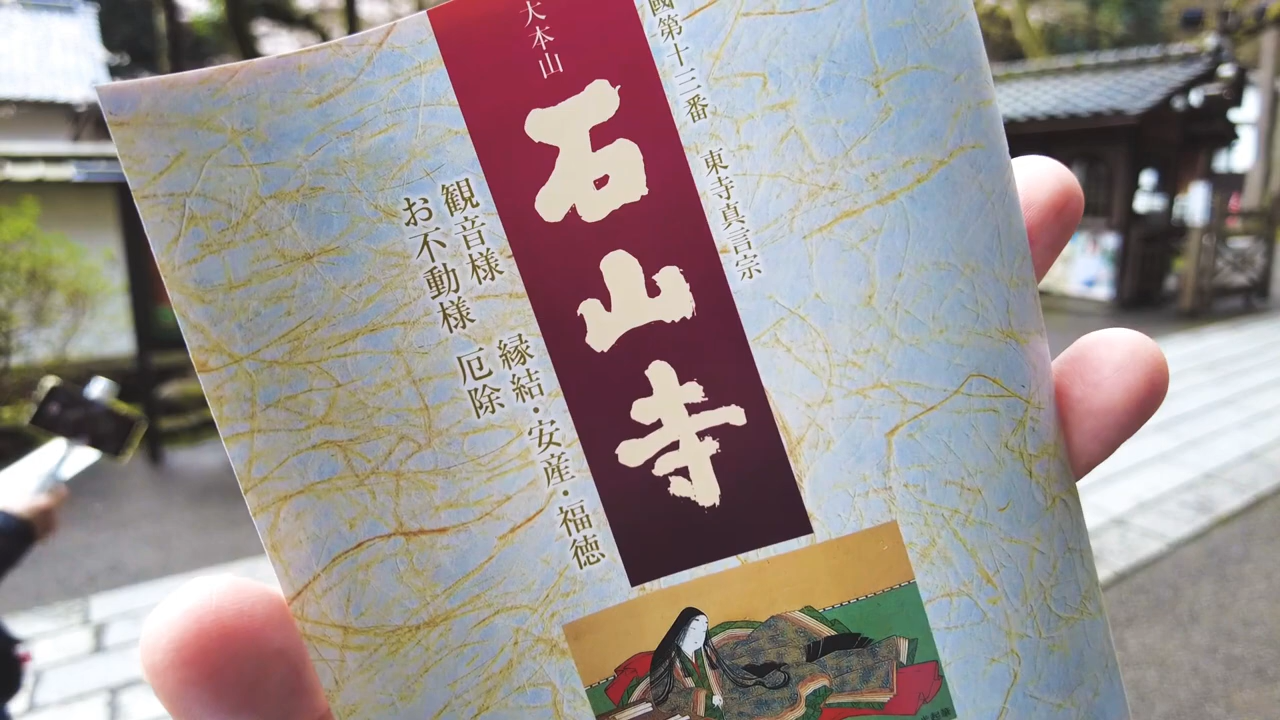 國第十三番 東寺真言宗
大本山
石山寺
観音様 縁結・安産・福徳
お不動様 厄除